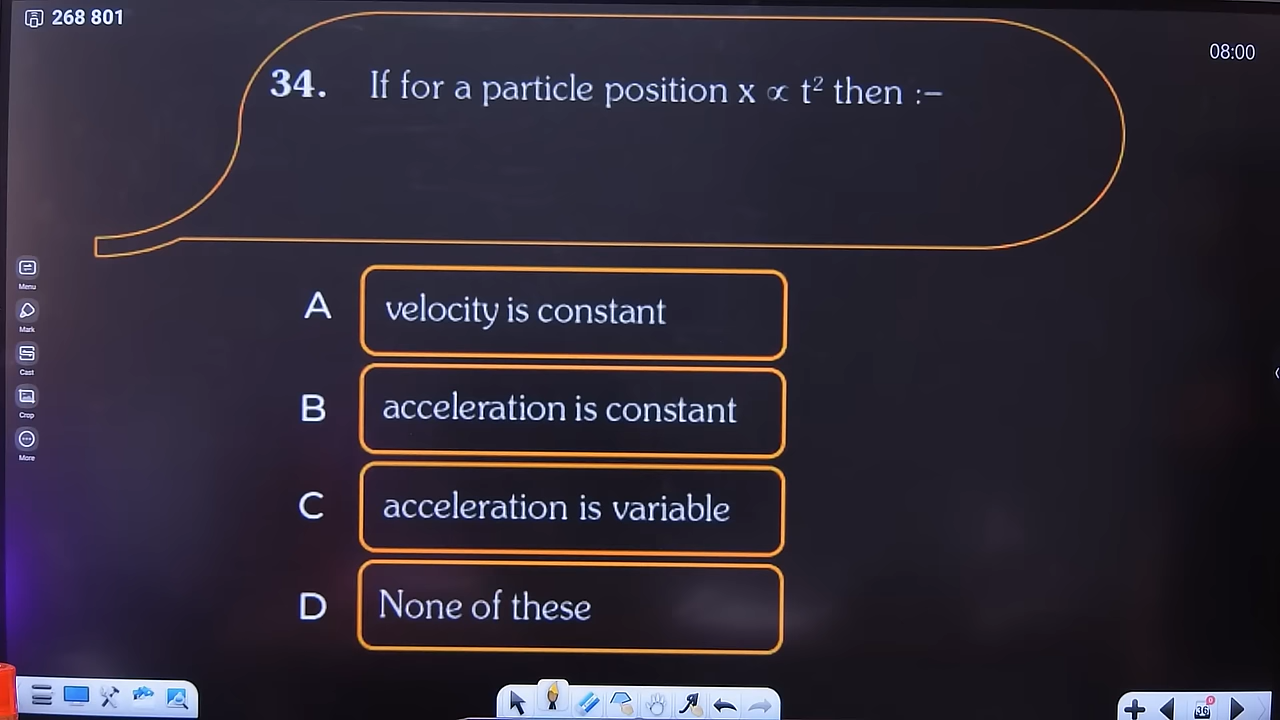 268 801
08:00
34. If for a particle position x ∝ t² then :–
A velocity is constant
B acceleration is constant
C acceleration is variable
D None of these
Menu
Mark
Cast
Crop
More
36